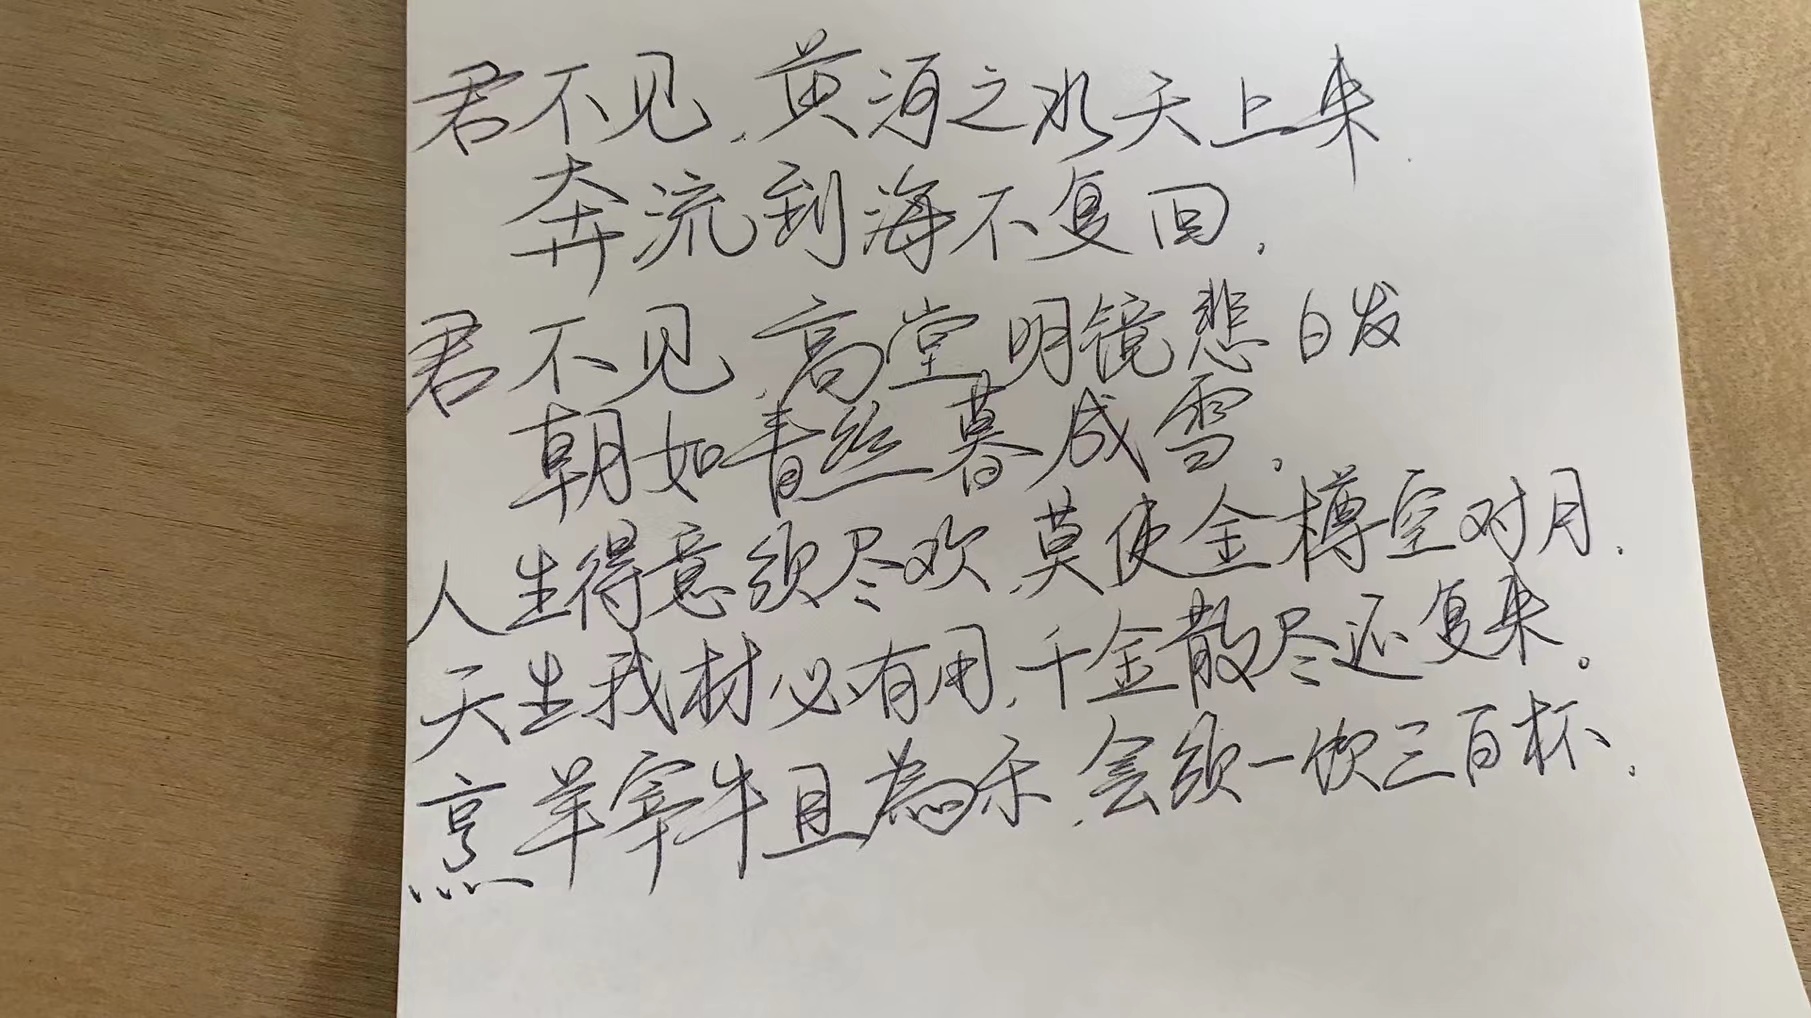 君不见,黄河之水天上来.
奔流到海不复回,
君不见,高堂明镜悲白发
朝如青丝暮成雪.
人生得意须尽欢,莫使金樽空对月.
天生我材必有用,千金散尽还复来。
烹羊宰牛且为乐,会须一饮三百杯.